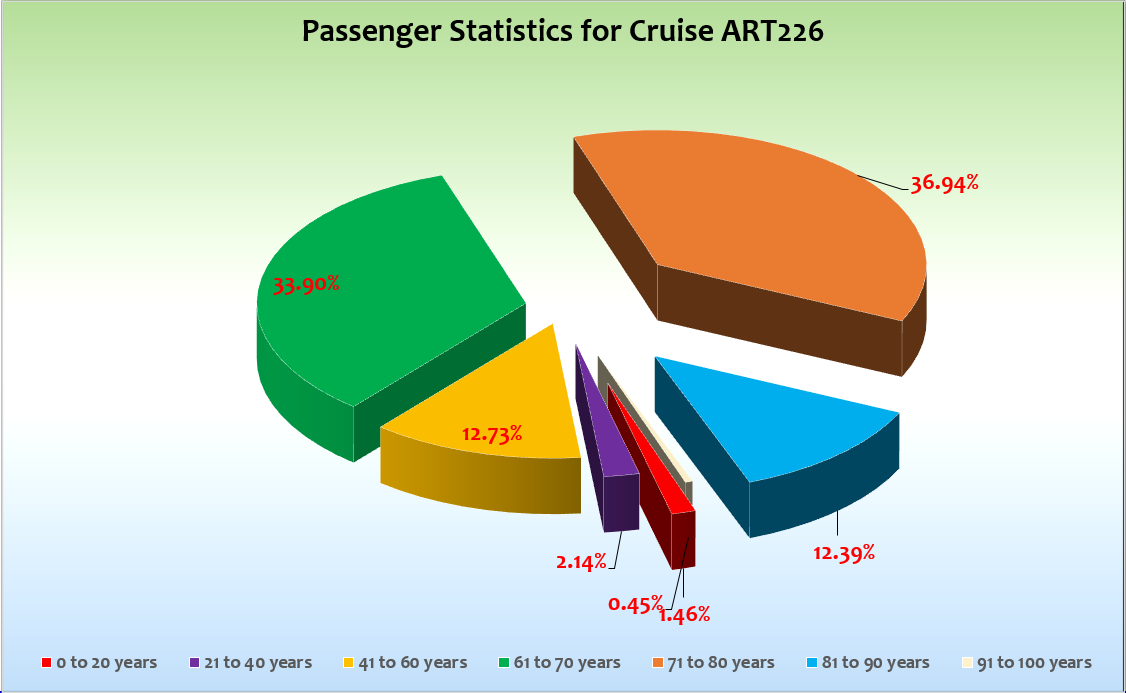 Passenger Statistics for Cruise ART226
36.94%
33.90%
12.73%
12.39%
2.14%
0.45%
1.46%
0 to 20 years
21 to 40 years
41 to 60 years
61 to 70 years
71 to 80 years
81 to 90 years
91 to 100 years